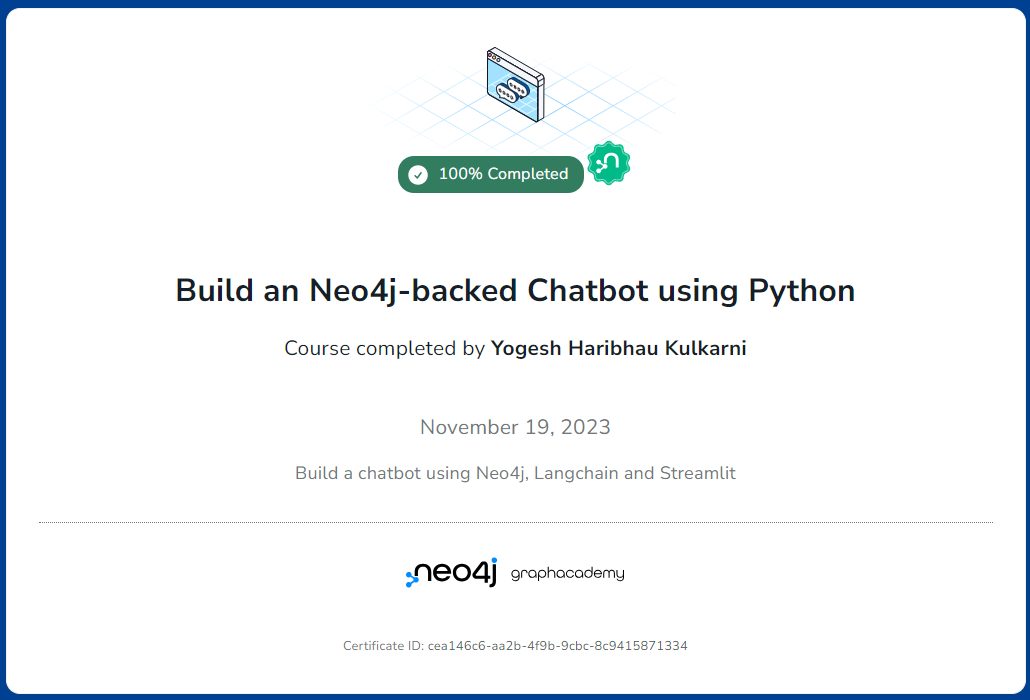 100% Completed
Build an Neo4j-backed Chatbot using Python
Course completed by Yogesh Haribhau Kulkarni
November 19, 2023
Build a chatbot using Neo4j, Langchain and Streamlit
neo4j graphacademy
Certificate ID: cea146c6-aa2b-4f9b-9cbc-8c9415871334